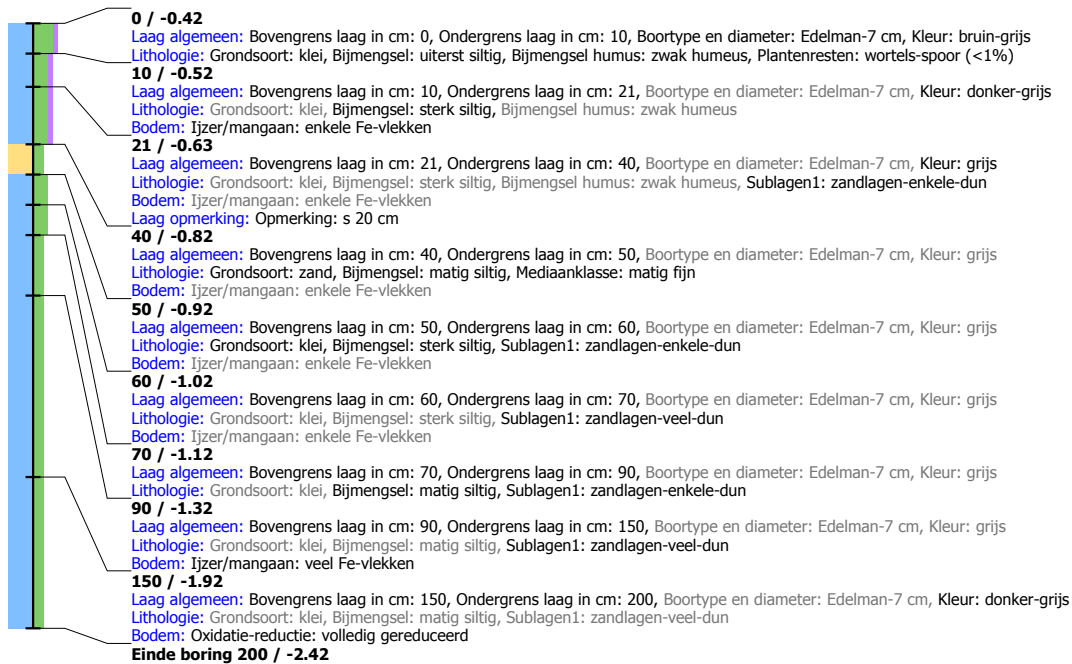 0 / -0.42
Laag algemeen: Bovengrens laag in cm: 0, Ondergrens laag in cm: 10, Boortype en diameter: Edelman-7 cm, Kleur: bruin-grijs
Lithologie: Grondsoort: klei, Bijmengsel: uiterst siltig, Bijmengsel humus: zwak humeus, Plantenresten: wortels-spoor (<1%)
10 / -0.52
Laag algemeen: Bovengrens laag in cm: 10, Ondergrens laag in cm: 21, Boortype en diameter: Edelman-7 cm, Kleur: donker-grijs
Lithologie: Grondsoort: klei, Bijmengsel: sterk siltig, Bijmengsel humus: zwak humeus
Bodem: Ijzer/mangaan: enkele Fe-vlekken
21 / -0.63
Laag algemeen: Bovengrens laag in cm: 21, Ondergrens laag in cm: 40, Boortype en diameter: Edelman-7 cm, Kleur: grijs
Lithologie: Grondsoort: klei, Bijmengsel: sterk siltig, Bijmengsel humus: zwak humeus, Sublagen1: zandlagen-enkele-dun
Bodem: Ijzer/mangaan: enkele Fe-vlekken
Laag opmerking: Opmerking: s 20 cm
40 / -0.82
Laag algemeen: Bovengrens laag in cm: 40, Ondergrens laag in cm: 50, Boortype en diameter: Edelman-7 cm, Kleur: grijs
Lithologie: Grondsoort: zand, Bijmengsel: matig siltig, Mediaanklasse: matig fijn
Bodem: Ijzer/mangaan: enkele Fe-vlekken
50 / -0.92
Laag algemeen: Bovengrens laag in cm: 50, Ondergrens laag in cm: 60, Boortype en diameter: Edelman-7 cm, Kleur: grijs
Lithologie: Grondsoort: klei, Bijmengsel: sterk siltig, Sublagen1: zandlagen-enkele-dun
Bodem: Ijzer/mangaan: enkele Fe-vlekken
60 / -1.02
Laag algemeen: Bovengrens laag in cm: 60, Ondergrens laag in cm: 70, Boortype en diameter: Edelman-7 cm, Kleur: grijs
Lithologie: Grondsoort: klei, Bijmengsel: sterk siltig, Sublagen1: zandlagen-veel-dun
Bodem: Ijzer/mangaan: enkele Fe-vlekken
70 / -1.12
Laag algemeen: Bovengrens laag in cm: 70, Ondergrens laag in cm: 90, Boortype en diameter: Edelman-7 cm, Kleur: grijs
Lithologie: Grondsoort: klei, Bijmengsel: matig siltig, Sublagen1: zandlagen-enkele-dun
90 / -1.32
Laag algemeen: Bovengrens laag in cm: 90, Ondergrens laag in cm: 150, Boortype en diameter: Edelman-7 cm, Kleur: grijs
Lithologie: Grondsoort: klei, Bijmengsel: matig siltig, Sublagen1: zandlagen-veel-dun
Bodem: Ijzer/mangaan: veel Fe-vlekken
150 / -1.92
Laag algemeen: Bovengrens laag in cm: 150, Ondergrens laag in cm: 200, Boortype en diameter: Edelman-7 cm, Kleur: donker-grijs
Lithologie: Grondsoort: klei, Bijmengsel: matig siltig, Sublagen1: zandlagen-veel-dun
Bodem: Oxidatie-reductie: volledig gereduceerd
Einde boring 200 / -2.42